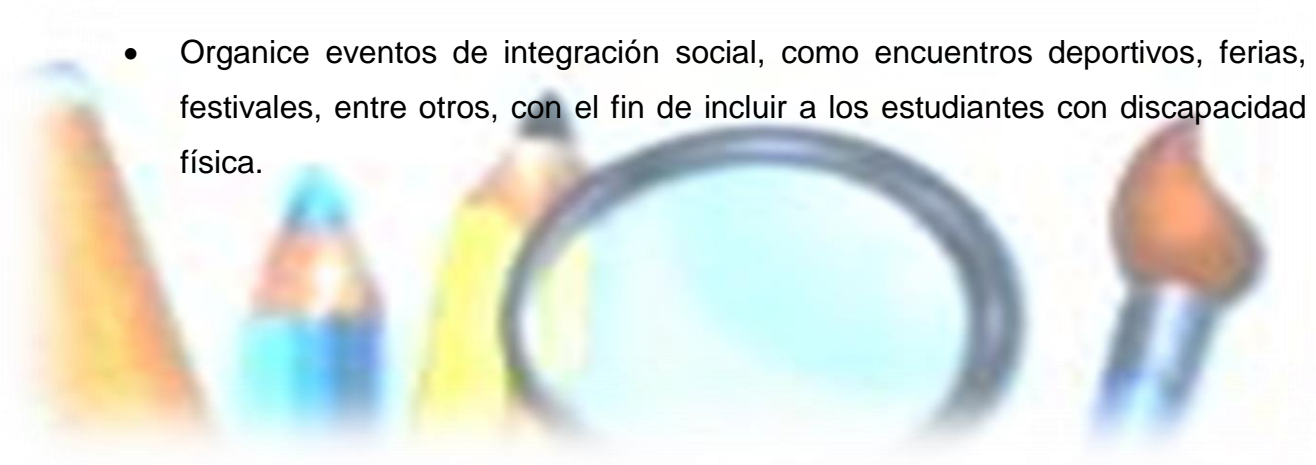 • Organice eventos de integración social, como encuentros deportivos, ferias,
festivales, entre otros, con el fin de incluir a los estudiantes con discapacidad
física.